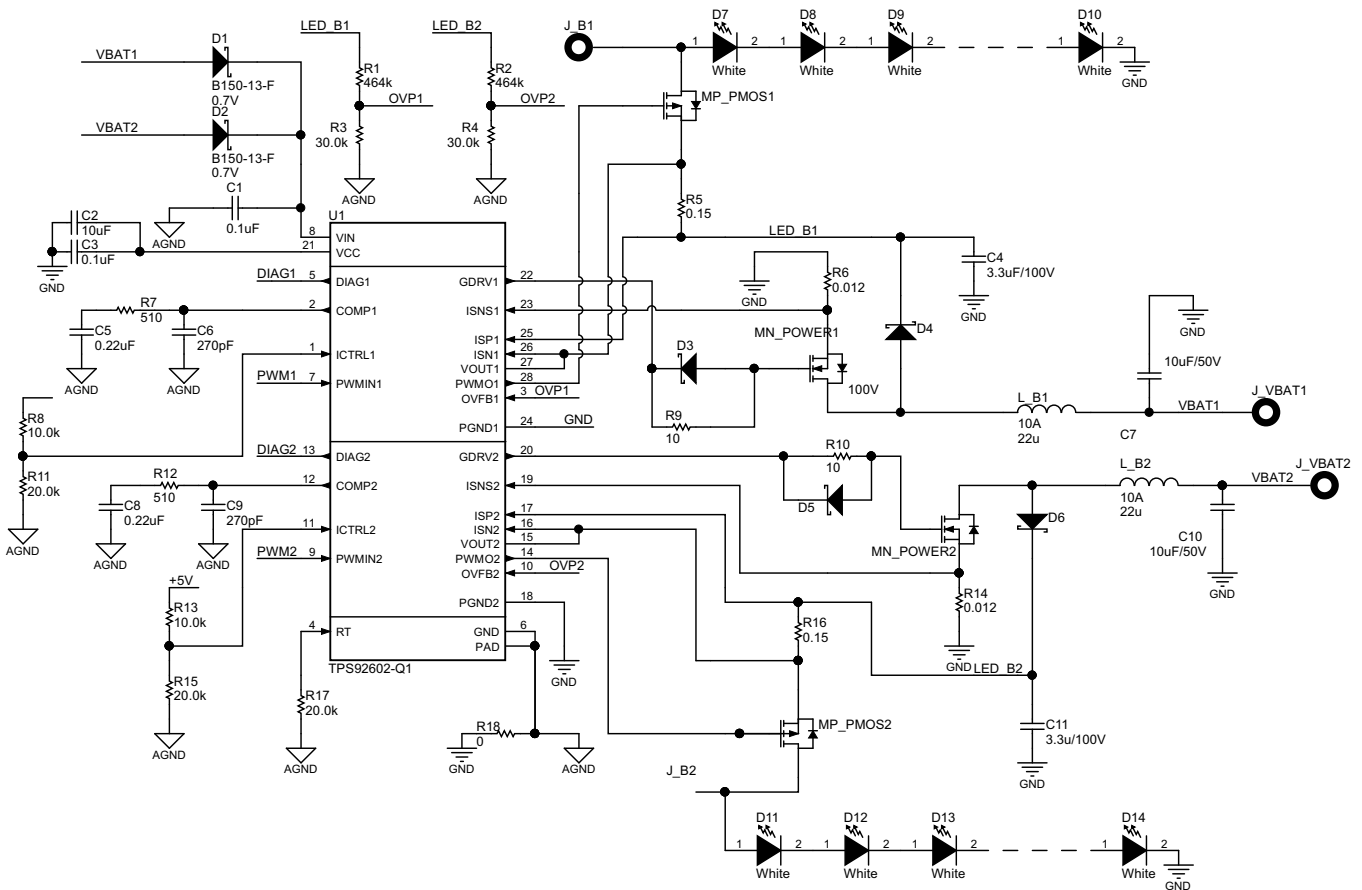 D1
VBAT1
B150-13-F
0.7V
D2
VBAT2
B150-13-F
0.7V
C1
0.1uF
AGND
C2
10uF
C3
0.1uF
GND
LED_B1
R1
464k
OVP1
R3
30.0k
AGND
LED_B2
R2
464k
OVP2
R4
30.0k
AGND
J_B1
D7
1
2
White
D8
1
2
White
D9
1
2
White
D10
1
2
White
GND
MP_PMOS1
R5
0.15
LED_B1
C4
3.3uF/100V
GND
R6
0.012
GND
MN_POWER1
100V
D4
D3
R9
10
L_B1
10A
22u
10uF/50V
C7
GND
VBAT1
J_VBAT1
U1
8 VIN
21 VCC
DIAG1 5 DIAG1
2 COMP1
1 ICTRL1
PWM1 7 PWMIN1
DIAG2 13 DIAG2
12 COMP2
11 ICTRL2
PWM2 9 PWMIN2
4 RT
GDRV1 22
ISNS1 23
ISP1 25
ISN1 26
VOUT1 27
PWMO1 28
OVFB1 3 OVP1
PGND1 24 GND
GDRV2 20
ISNS2 19
ISP2 17
ISN2 16
VOUT2 15
PWMO2 14
OVFB2 10 OVP2
PGND2 18
GND 6
PAD
TPS92602-Q1
R7
510
C5
0.22uF
AGND
C6
270pF
AGND
R8
10.0k
R11
20.0k
AGND
R12
510
C8
0.22uF
AGND
C9
270pF
AGND
+5V
R13
10.0k
R15
20.0k
AGND
R17
20.0k
AGND
R18
0
GND
AGND
GND
R10
10
D5
MN_POWER2
R14
0.012
GND
D6
L_B2
10A
22u
VBAT2
J_VBAT2
C10
10uF/50V
GND
R16
0.15
LED_B2
C11
3.3u/100V
GND
MP_PMOS2
J_B2
D11
1
2
White
D12
1
2
White
D13
1
2
White
D14
1
2
White
GND